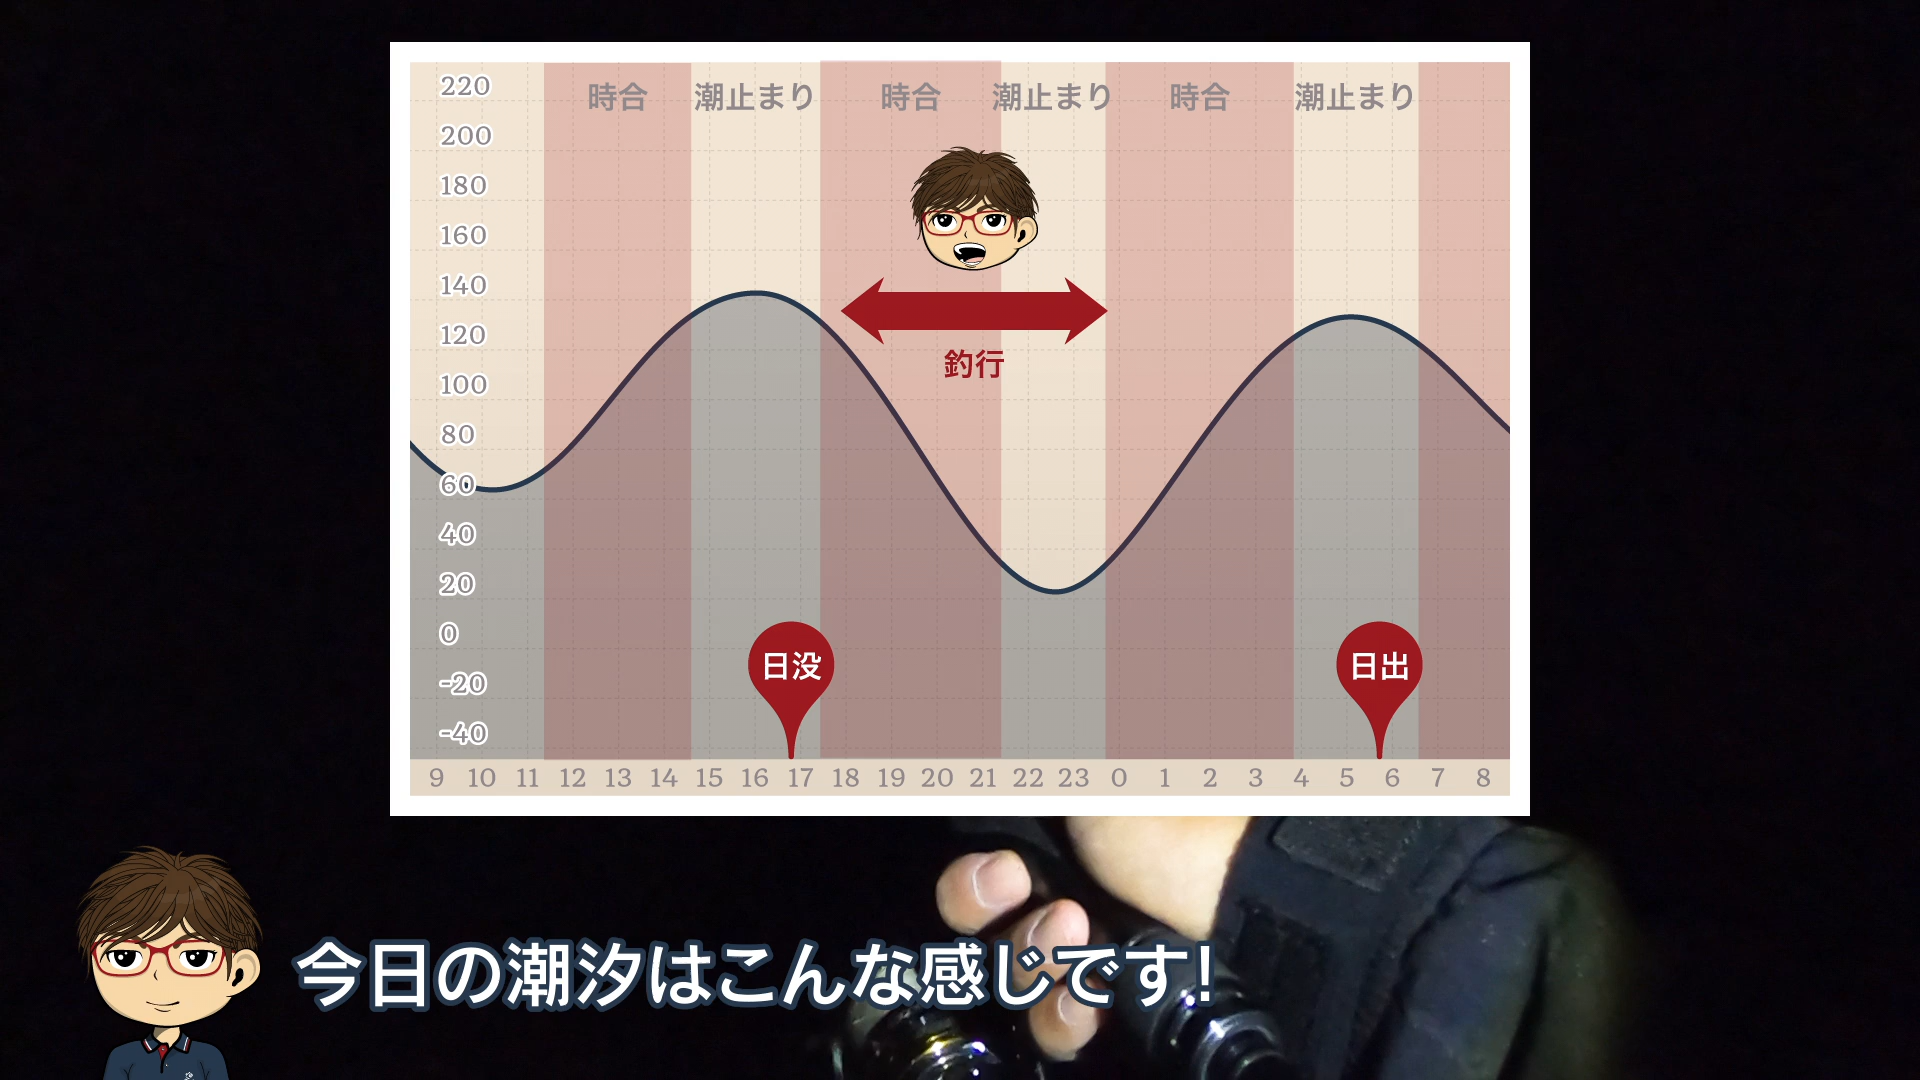 時合 潮止まり 時合 潮止まり 時合 潮止まり
220
200
180
160
140
120
100
80
60
40
20
0
-20
-40
釣行
日没 日出
9 10 11 12 13 14 15 16 17 18 19 20 21 22 23 0 1 2 3 4 5 6 7 8
今日の潮汐はこんな感じです!